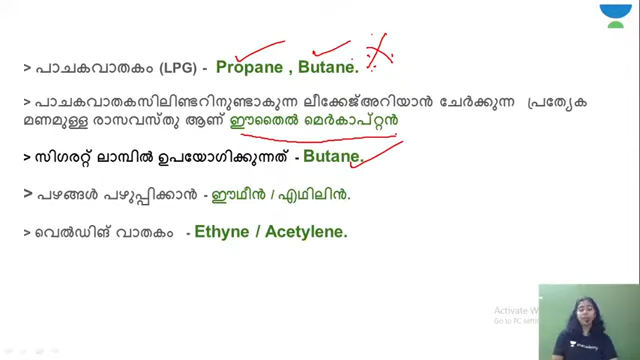 > പാചകവാതകം (LPG) - Propane , Butane.
> പാചകവാതകസിലിണ്ടറിനുണ്ടാകുന്ന ലീക്കേജ്അറിയാൻ ചേർക്കുന്ന പ്രത്യേക
മണമുള്ള രാസവസ്തു ആണ് ഈതൈൽ മെർകാപ്റ്റൻ
> സിഗരറ്റ് ലാമ്പിൽ ഉപയോഗിക്കുന്നത് - Butane.
> പഴങ്ങൾ പഴുപ്പിക്കാൻ - ഈഥീൻ / എഥിലിൻ.
> വെൽഡിങ് വാതകം - Ethyne / Acetylene.
Activate W
Go to PC